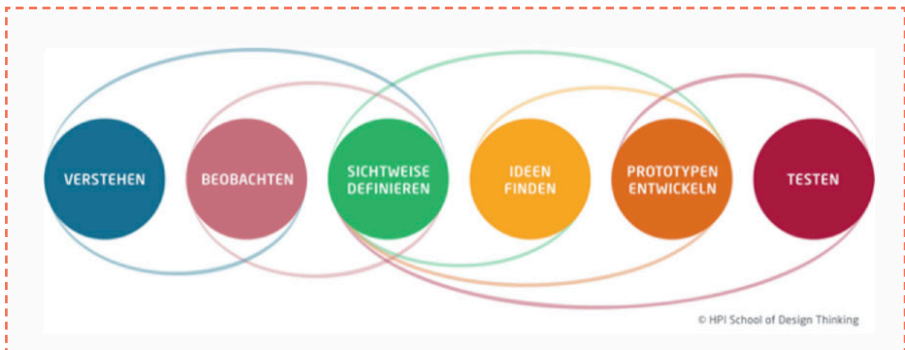 VERSTEHEN
BEOBACHTEN
SICHTWEISE
DEFINIEREN
IDEEN
FINDEN
PROTOTYPEN
ENTWICKELN
TESTEN
© HPI School of Design Thinking